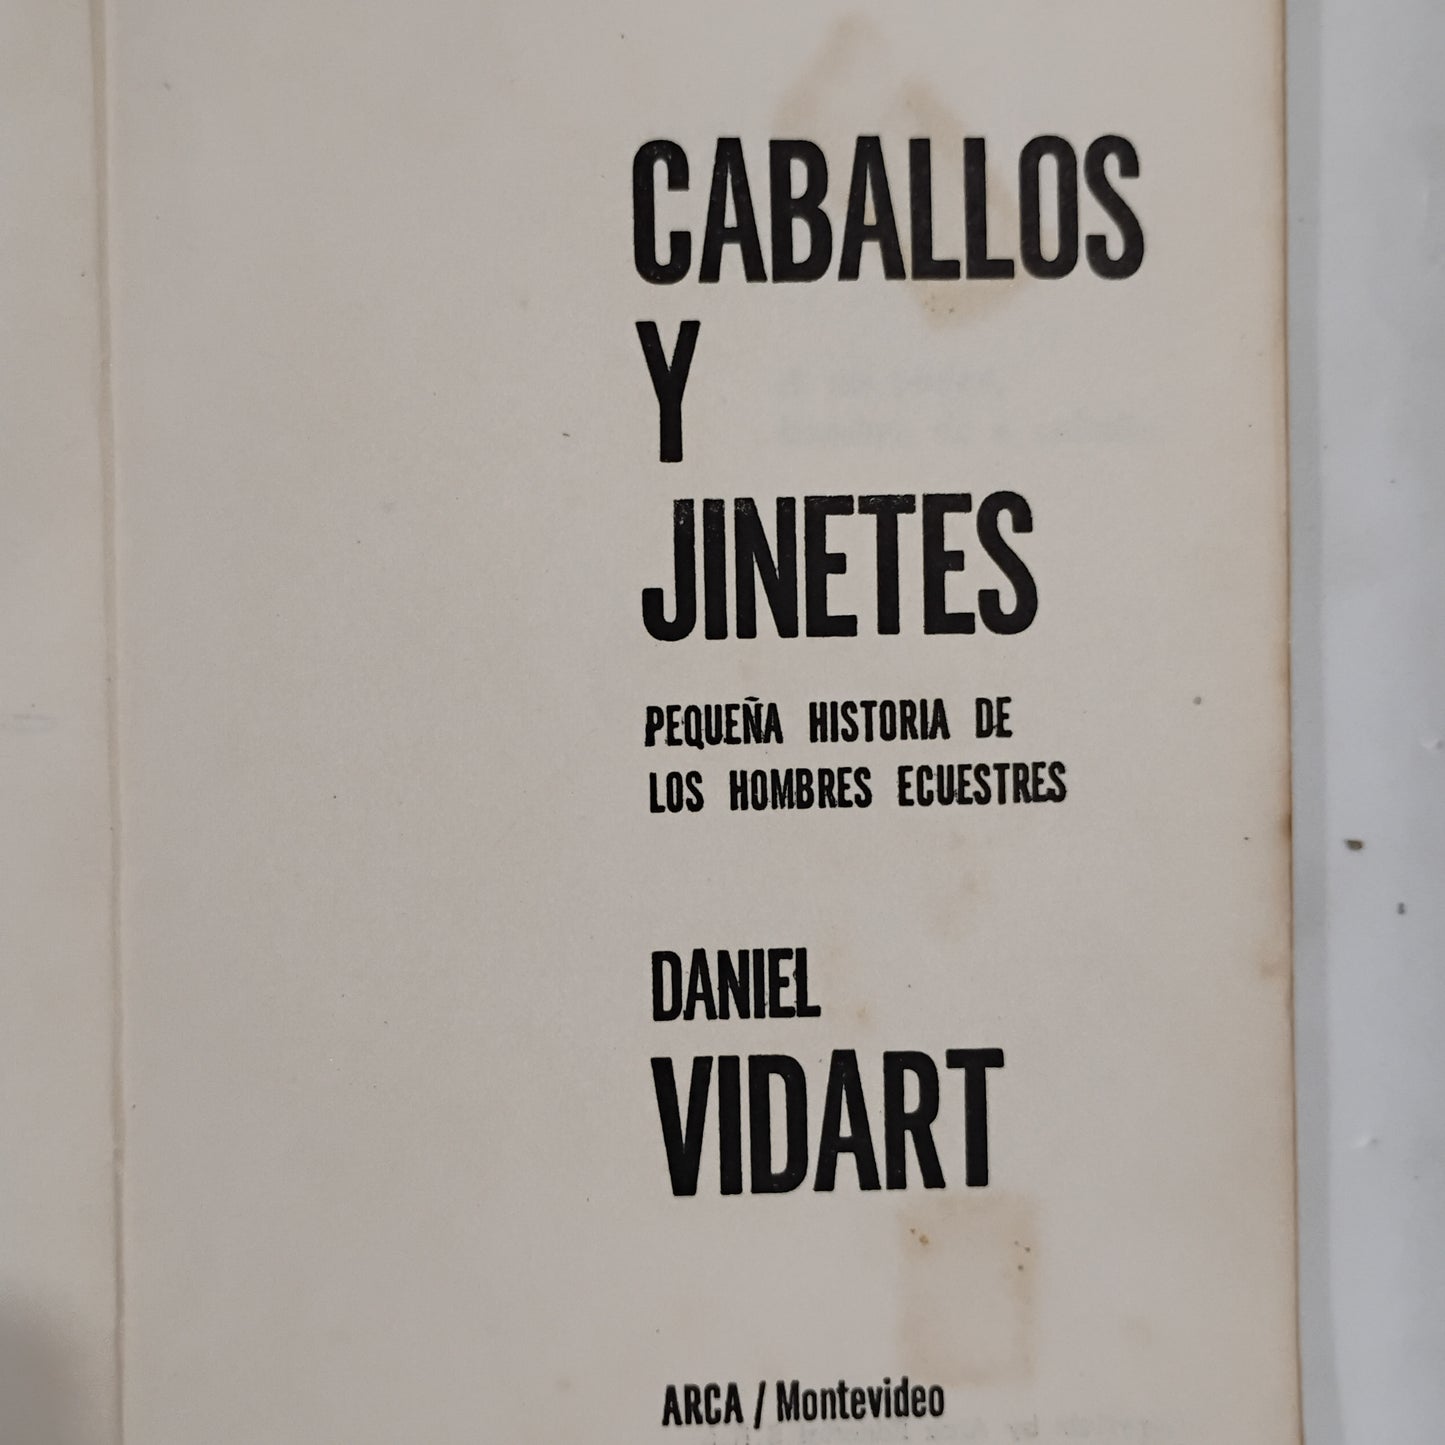 CABALLOS
Y
JINETES
PEQUEÑA HISTORIA DE
LOS HOMBRES ECUESTRES
DANIEL
VIDART
ARCA / Montevideo